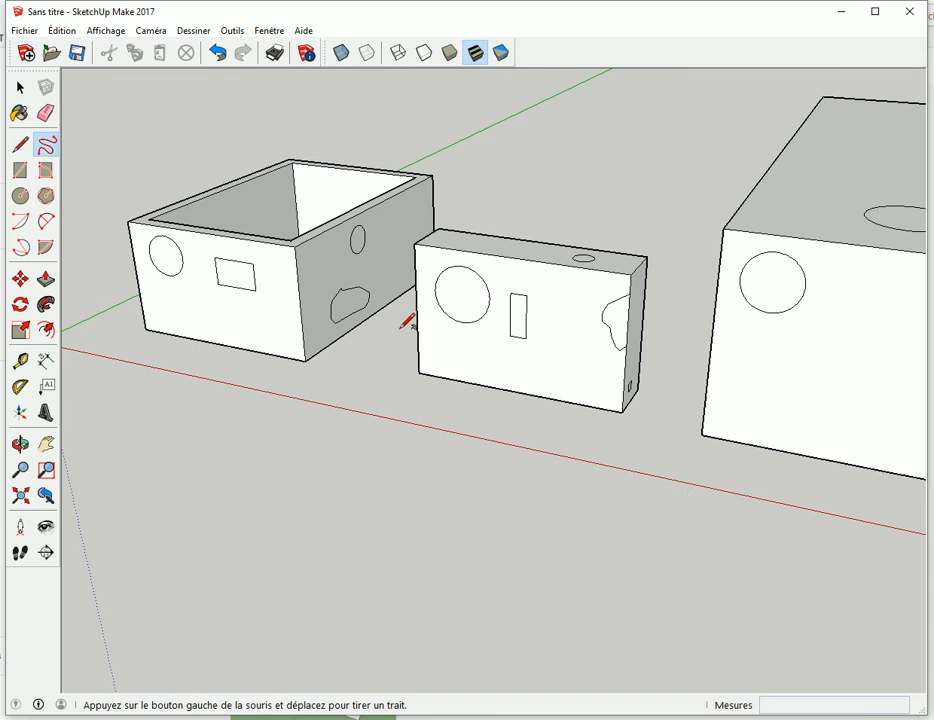 Sans titre - SketchUp Make 2017
Fichier Édition Affichage Caméra Dessiner Outils Fenêtre Aide
A1
Appuyez sur le bouton gauche de la souris et déplacez pour tirer un trait.
Mesures